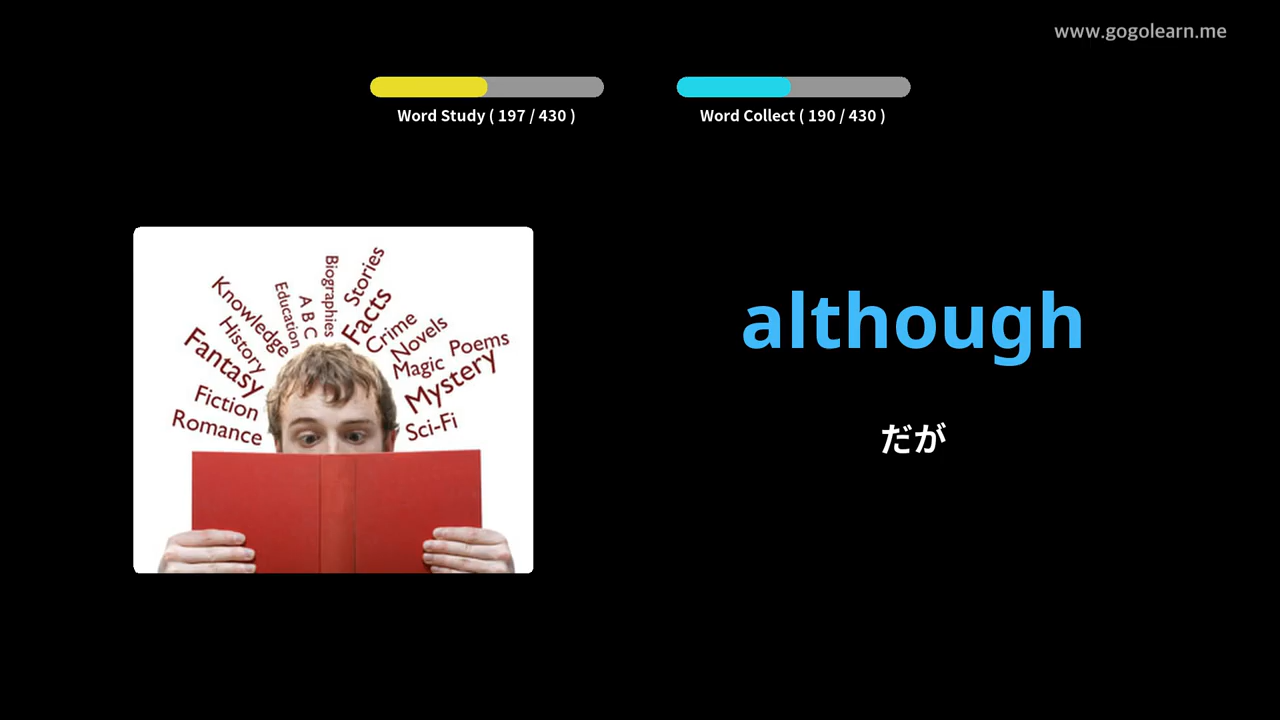 www.gogolearn.me
Word Study ( 197 / 430 )
Word Collect ( 190 / 430 )
Romance
Fiction
Fantasy
History
Knowledge
Education
A B C
Biographies
Stories
Facts
Crime
Novels
Magic
Poems
Mystery
Sci-Fi
although
だが